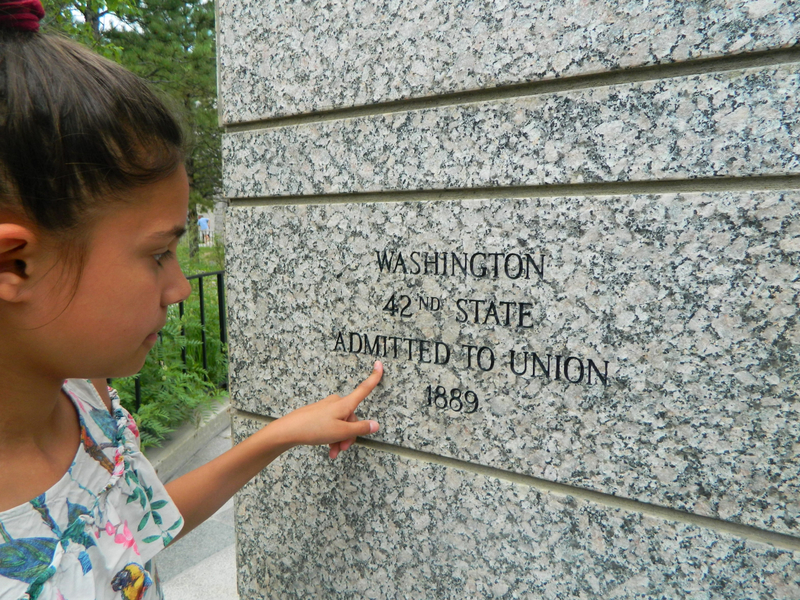 WASHINGTON
42ND STATE
ADMITTED TO UNION
1889